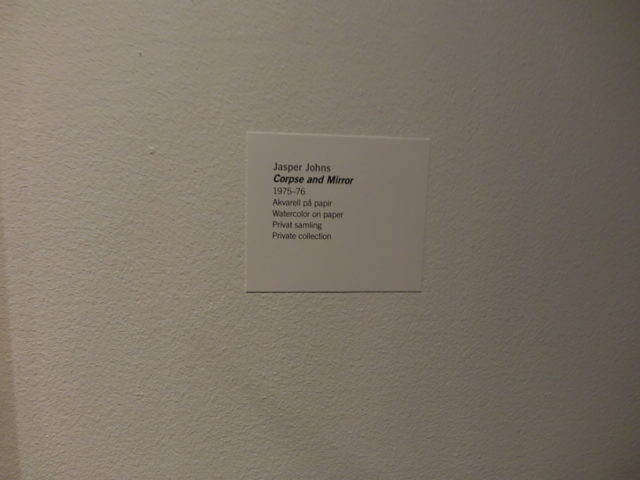 Jasper Johns
Corpse and Mirror
1975–76
Akvarell på papir
Watercolor on paper
Privat samling
Private collection